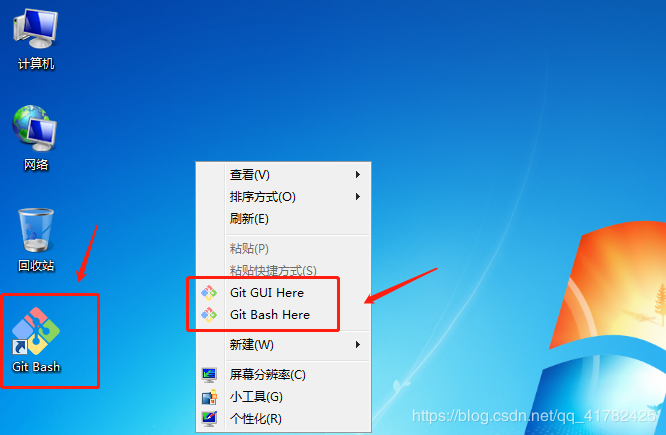 计算机
网络
回收站
Git Bash
查看(V)
排序方式(O)
刷新(E)
粘贴(P)
粘贴快捷方式(S)
Git GUI Here
Git Bash Here
新建(W)
屏幕分辨率(C)
小工具(G)
个性化(R)
https://blog.csdn.net/qq_41782425